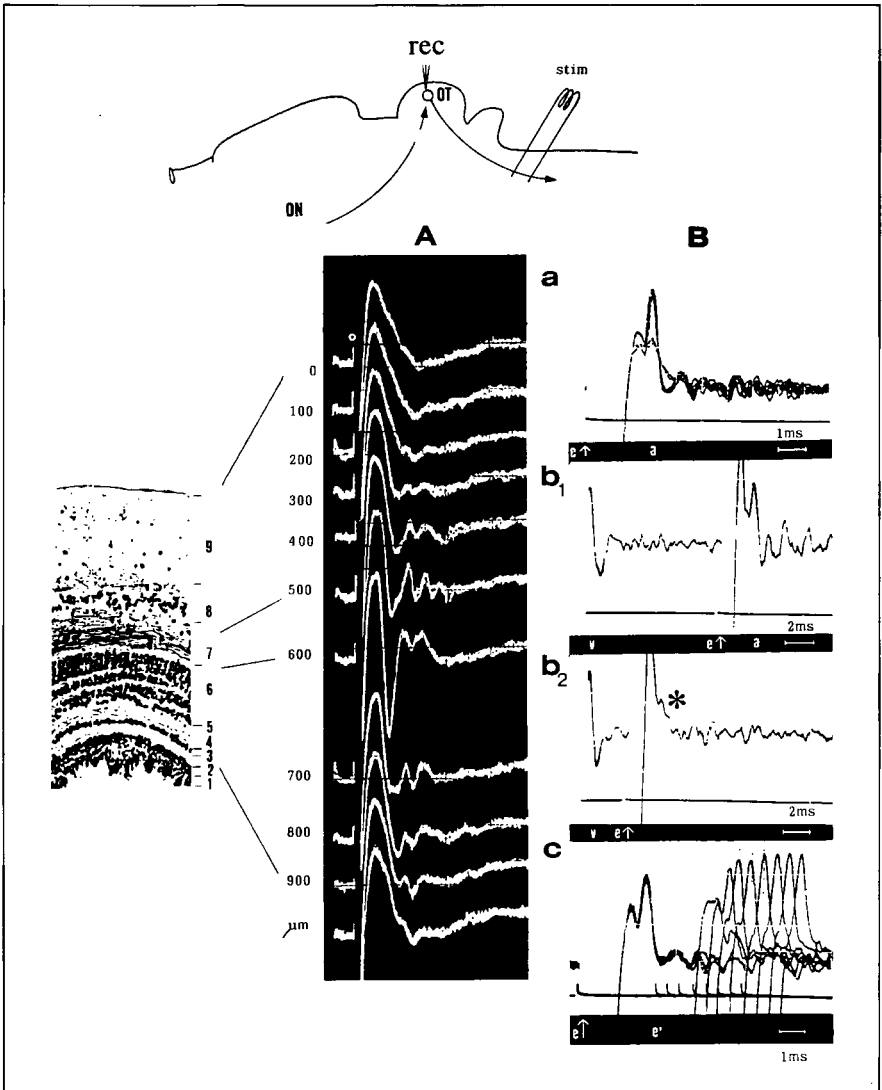 rec
stim
OT
ON
A
B
a
0
100
200
300
400
500
600
700
800
900
µm
9
8
7
6
5
4
3
2
1
1ms
e↑ a
b1
2ms
v e↑ a
b2
*
2ms
v e↑
c
e↑ e'
1ms